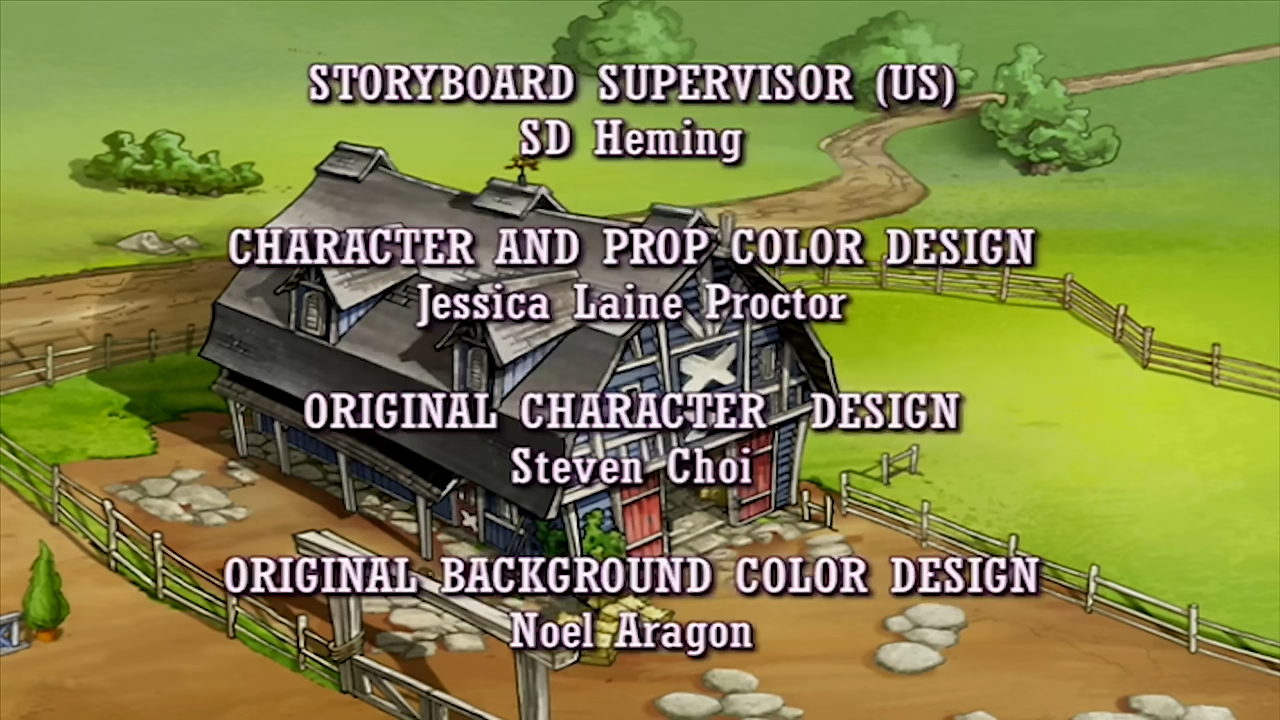 STORYBOARD SUPERVISOR (US)
SD Heming
CHARACTER AND PROP COLOR DESIGN
Jessica Laine Proctor
ORIGINAL CHARACTER DESIGN
Steven Choi
ORIGINAL BACKGROUND COLOR DESIGN
Noel Aragon